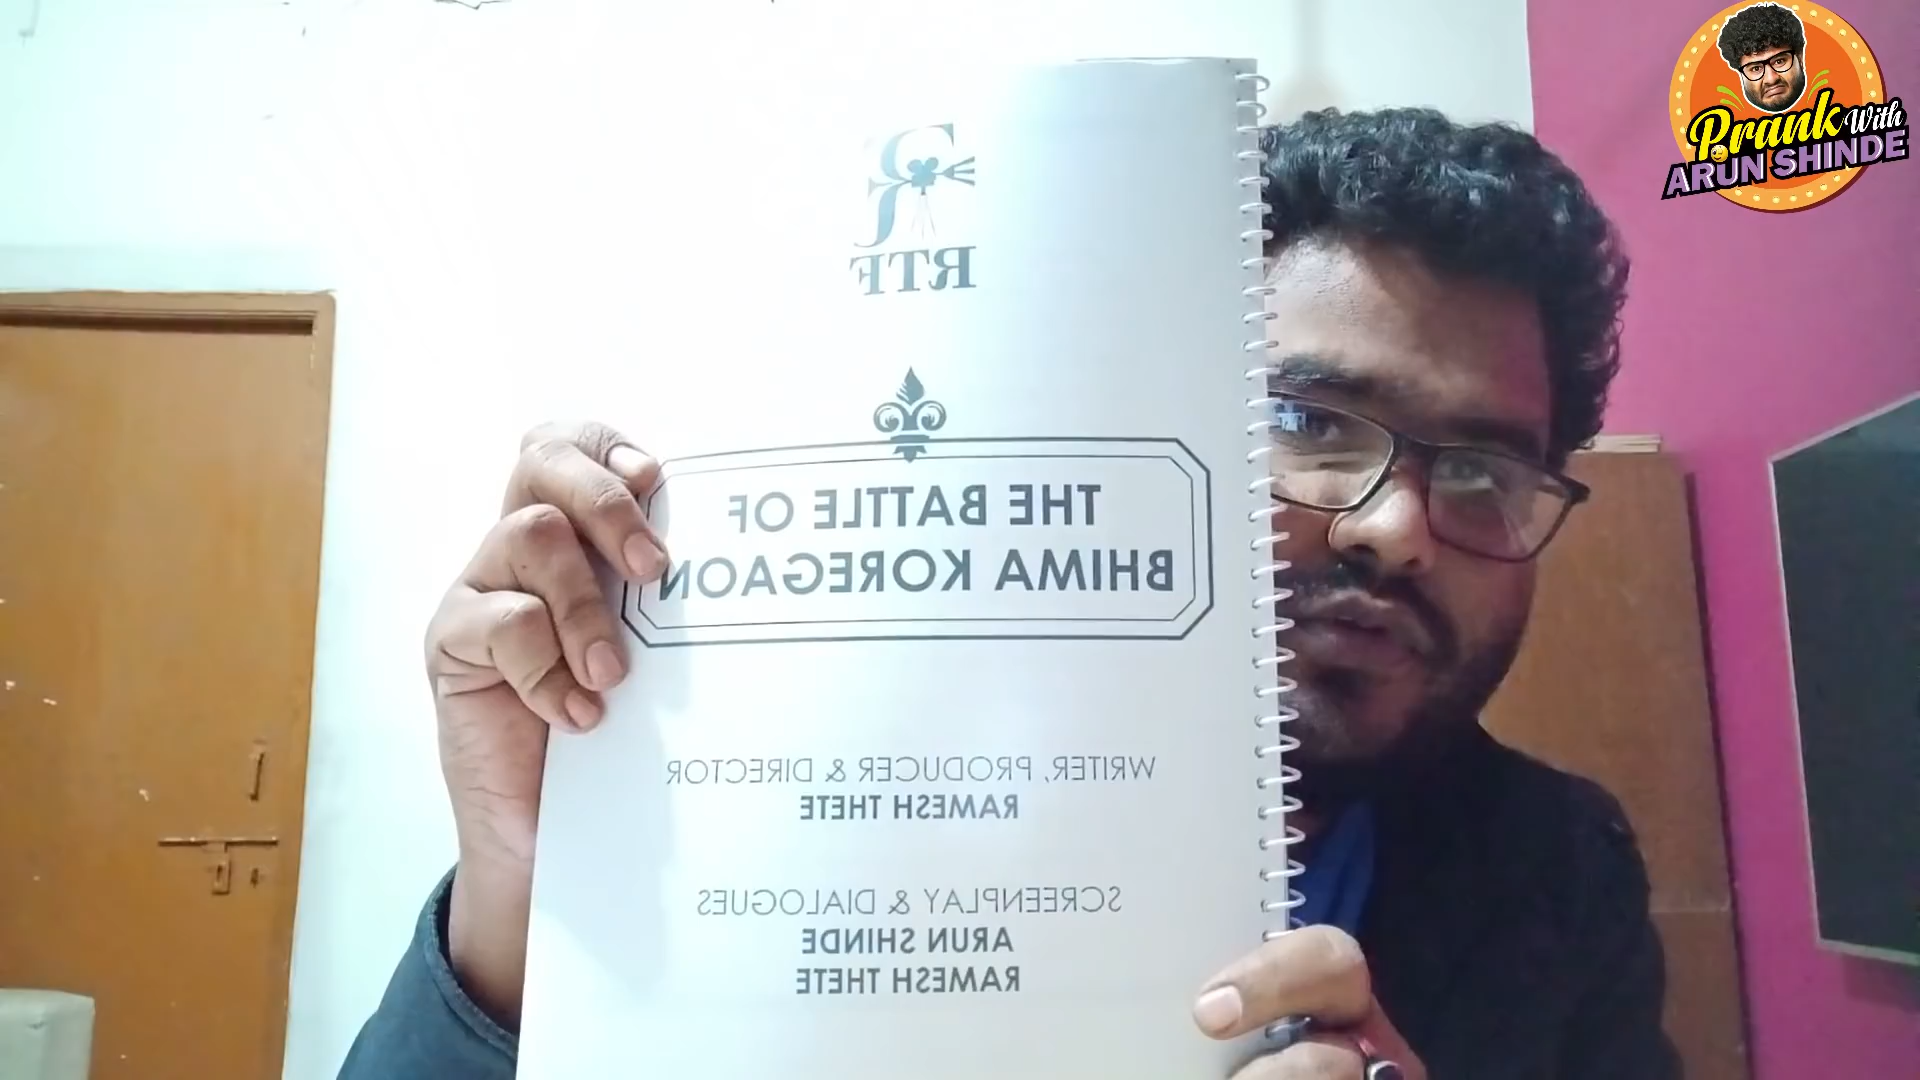 Prank With
ARUN SHINDE
RTF
THE BATTLE OF
BHIMA KOREGAON
WRITER, PRODUCER & DIRECTOR
RAMESH THETE
SCREENPLAY & DIALOGUES
ARUN SHINDE
RAMESH THETE